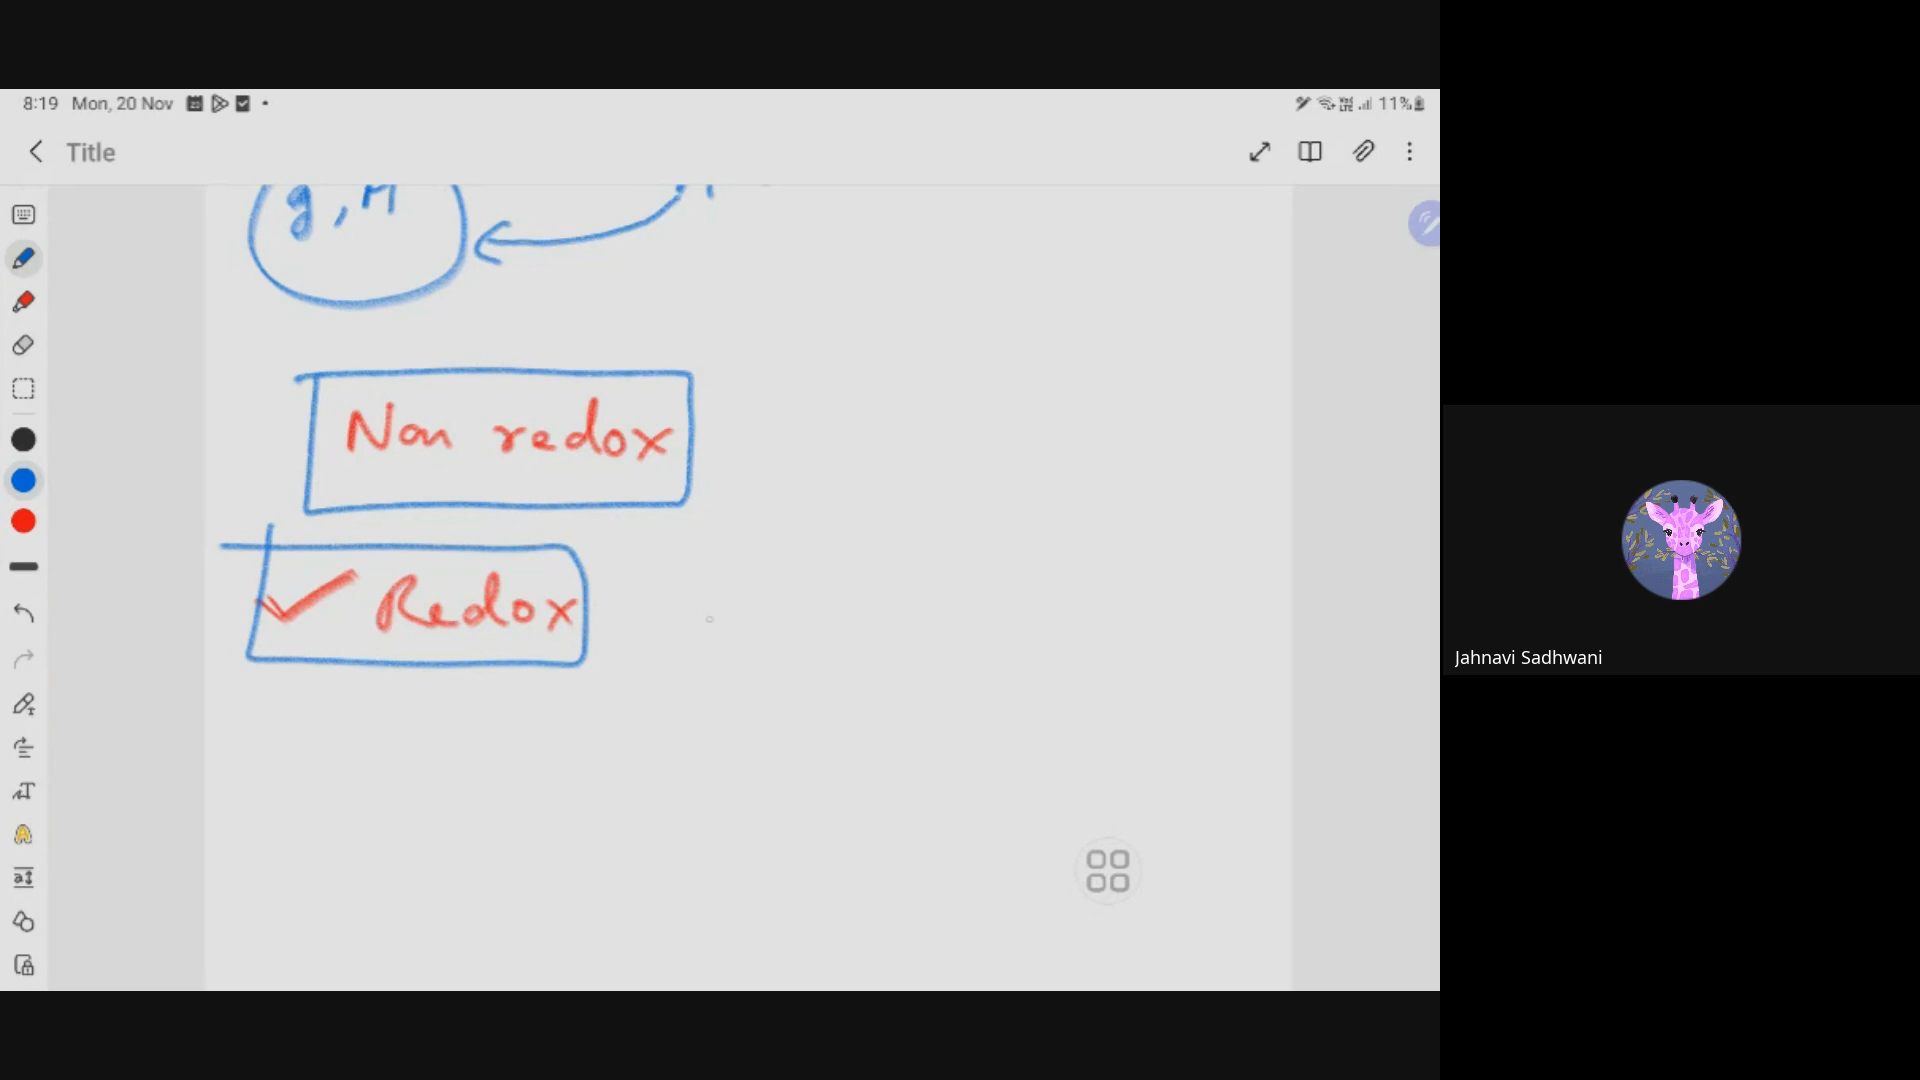 8:19 Mon, 20 Nov
11%
Title
g, M
Non redox
✓ Redox
Jahnavi Sadhwani